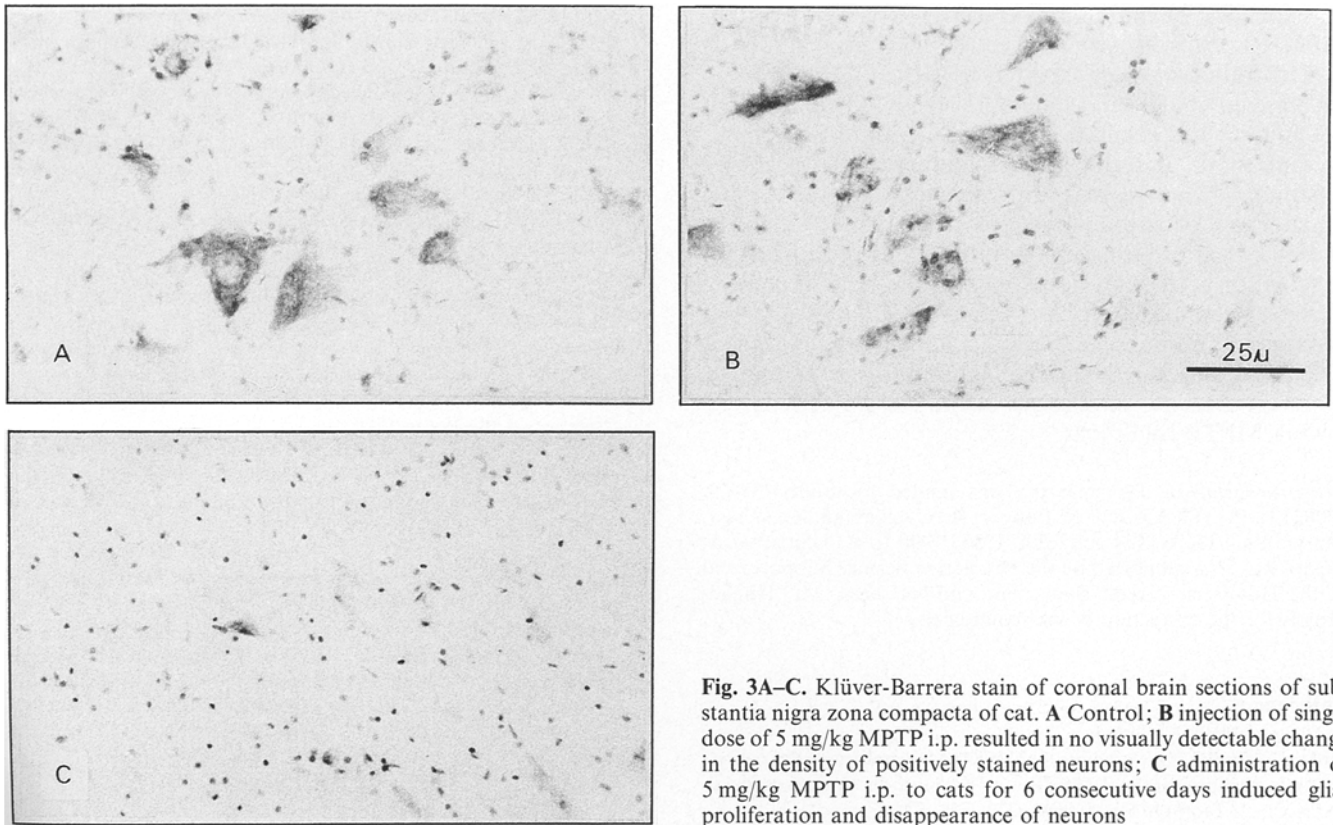 A
B
25µ
C
Fig. 3A–C. Klüver-Barrera stain of coronal brain sections of sub
stantia nigra zona compacta of cat. A Control; B injection of sing
dose of 5 mg/kg MPTP i.p. resulted in no visually detectable chang
in the density of positively stained neurons; C administration o
5 mg/kg MPTP i.p. to cats for 6 consecutive days induced glia
proliferation and disappearance of neurons